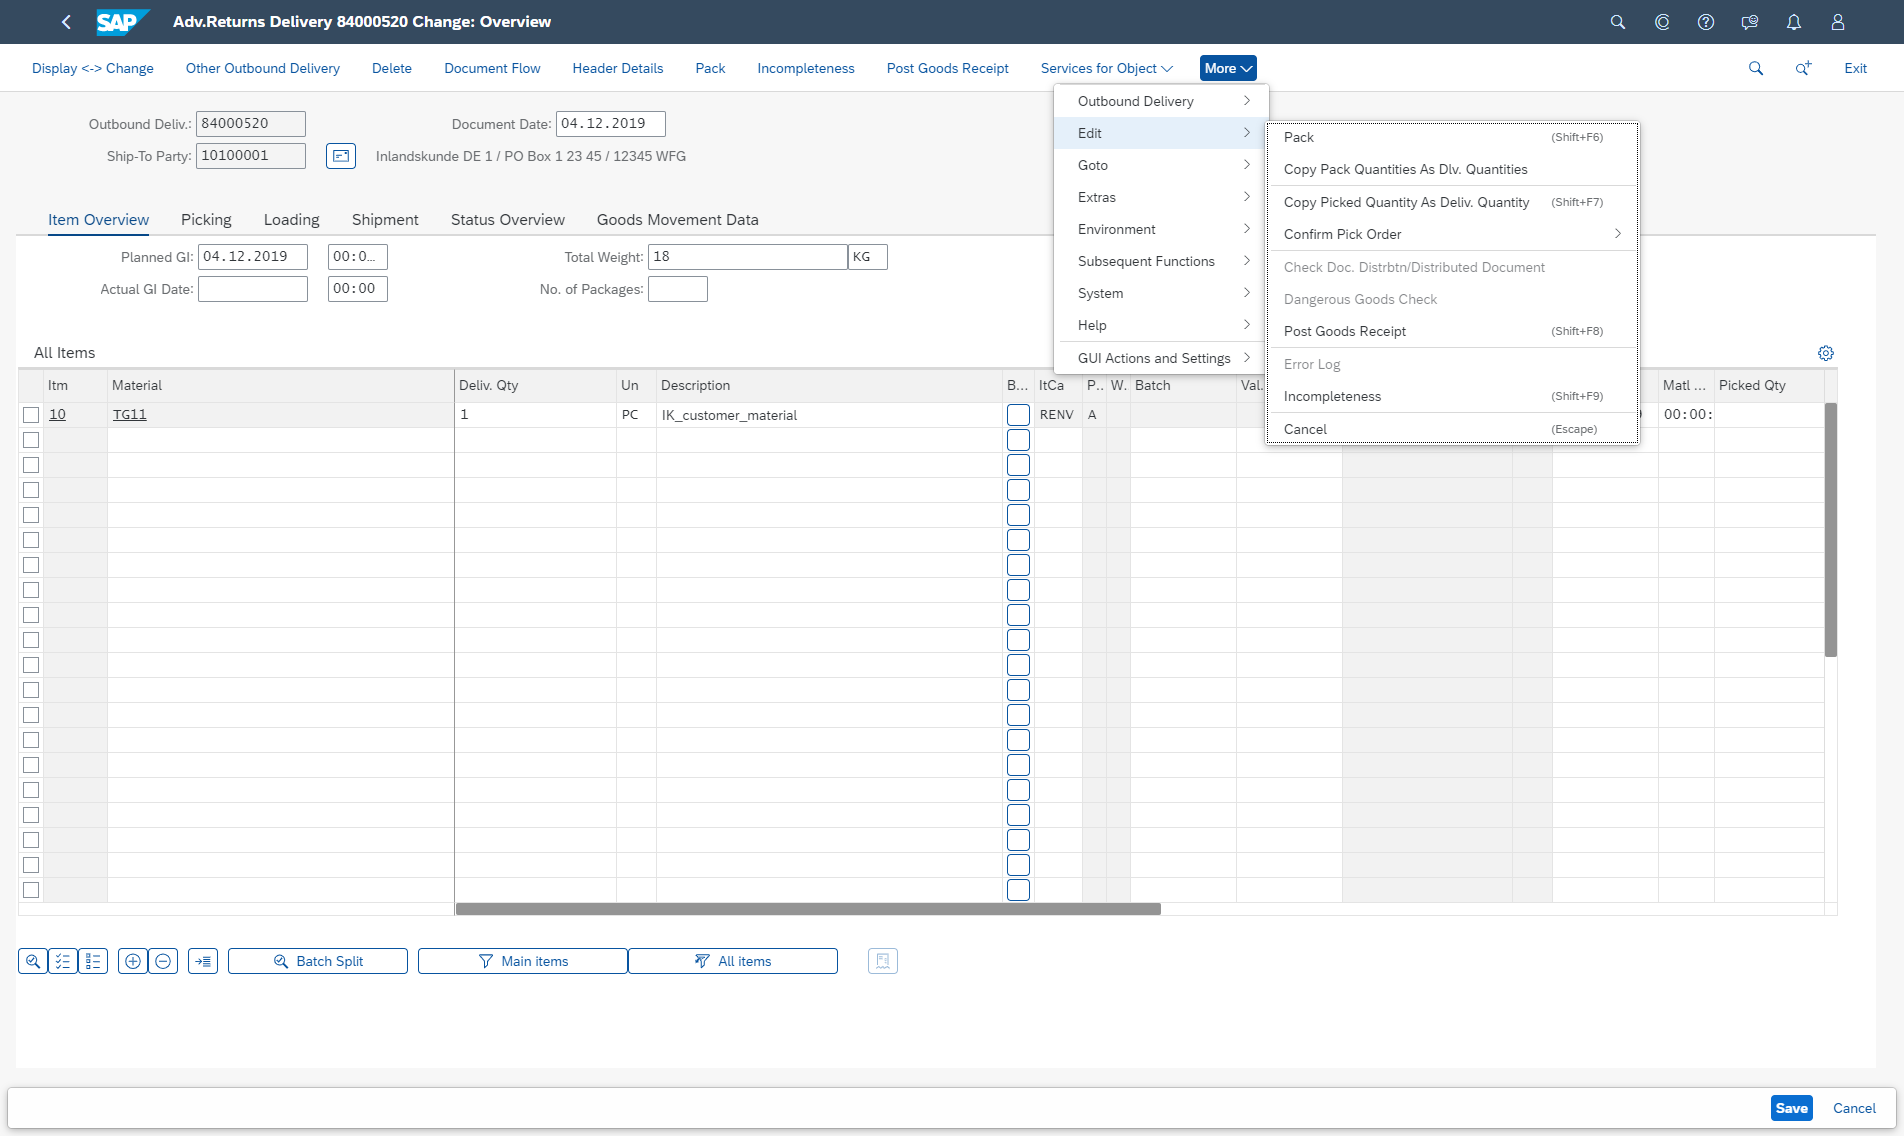 SAP Adv.Returns Delivery 84000520 Change: Overview
Display <-> Change Other Outbound Delivery Delete Document Flow Header Details Pack Incompleteness Post Goods Receipt Services for Object More Exit
Outbound Deliv.: 84000520 Document Date: 04.12.2019
Ship-To Party: 10100001 Inlandskunde DE 1 / PO Box 1 23 45 / 12345 WFG
Outbound Delivery
Edit
Goto
Extras
Environment
Subsequent Functions
System
Help
GUI Actions and Settings
Pack (Shift+F6)
Copy Pack Quantities As Dlv. Quantities
Copy Picked Quantity As Deliv. Quantity (Shift+F7)
Confirm Pick Order
Check Doc. Distrbtn/Distributed Document
Dangerous Goods Check
Post Goods Receipt (Shift+F8)
Error Log
Incompleteness (Shift+F9)
Cancel (Escape)
Item Overview Picking Loading Shipment Status Overview Goods Movement Data
Planned GI: 04.12.2019 00:0... Total Weight: 18 KG
Actual GI Date: 00:00 No. of Packages:
All Items
Itm Material Deliv. Qty Un Description B... ItCa P.. W. Batch Val. Matl ... Picked Qty
10 TG11 1 PC IK_customer_material RENV A 00:00:
Batch Split Main items All items
Save Cancel